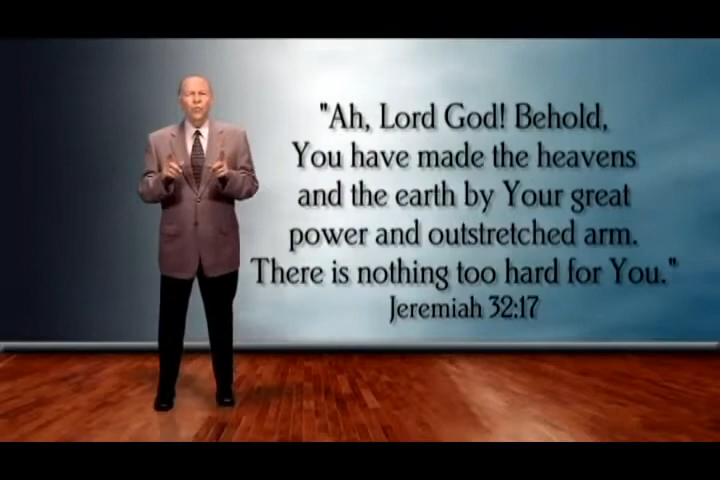 "Ah, Lord God! Behold,
You have made the heavens
and the earth by Your great
power and outstretched arm.
There is nothing too hard for You."
Jeremiah 32:17